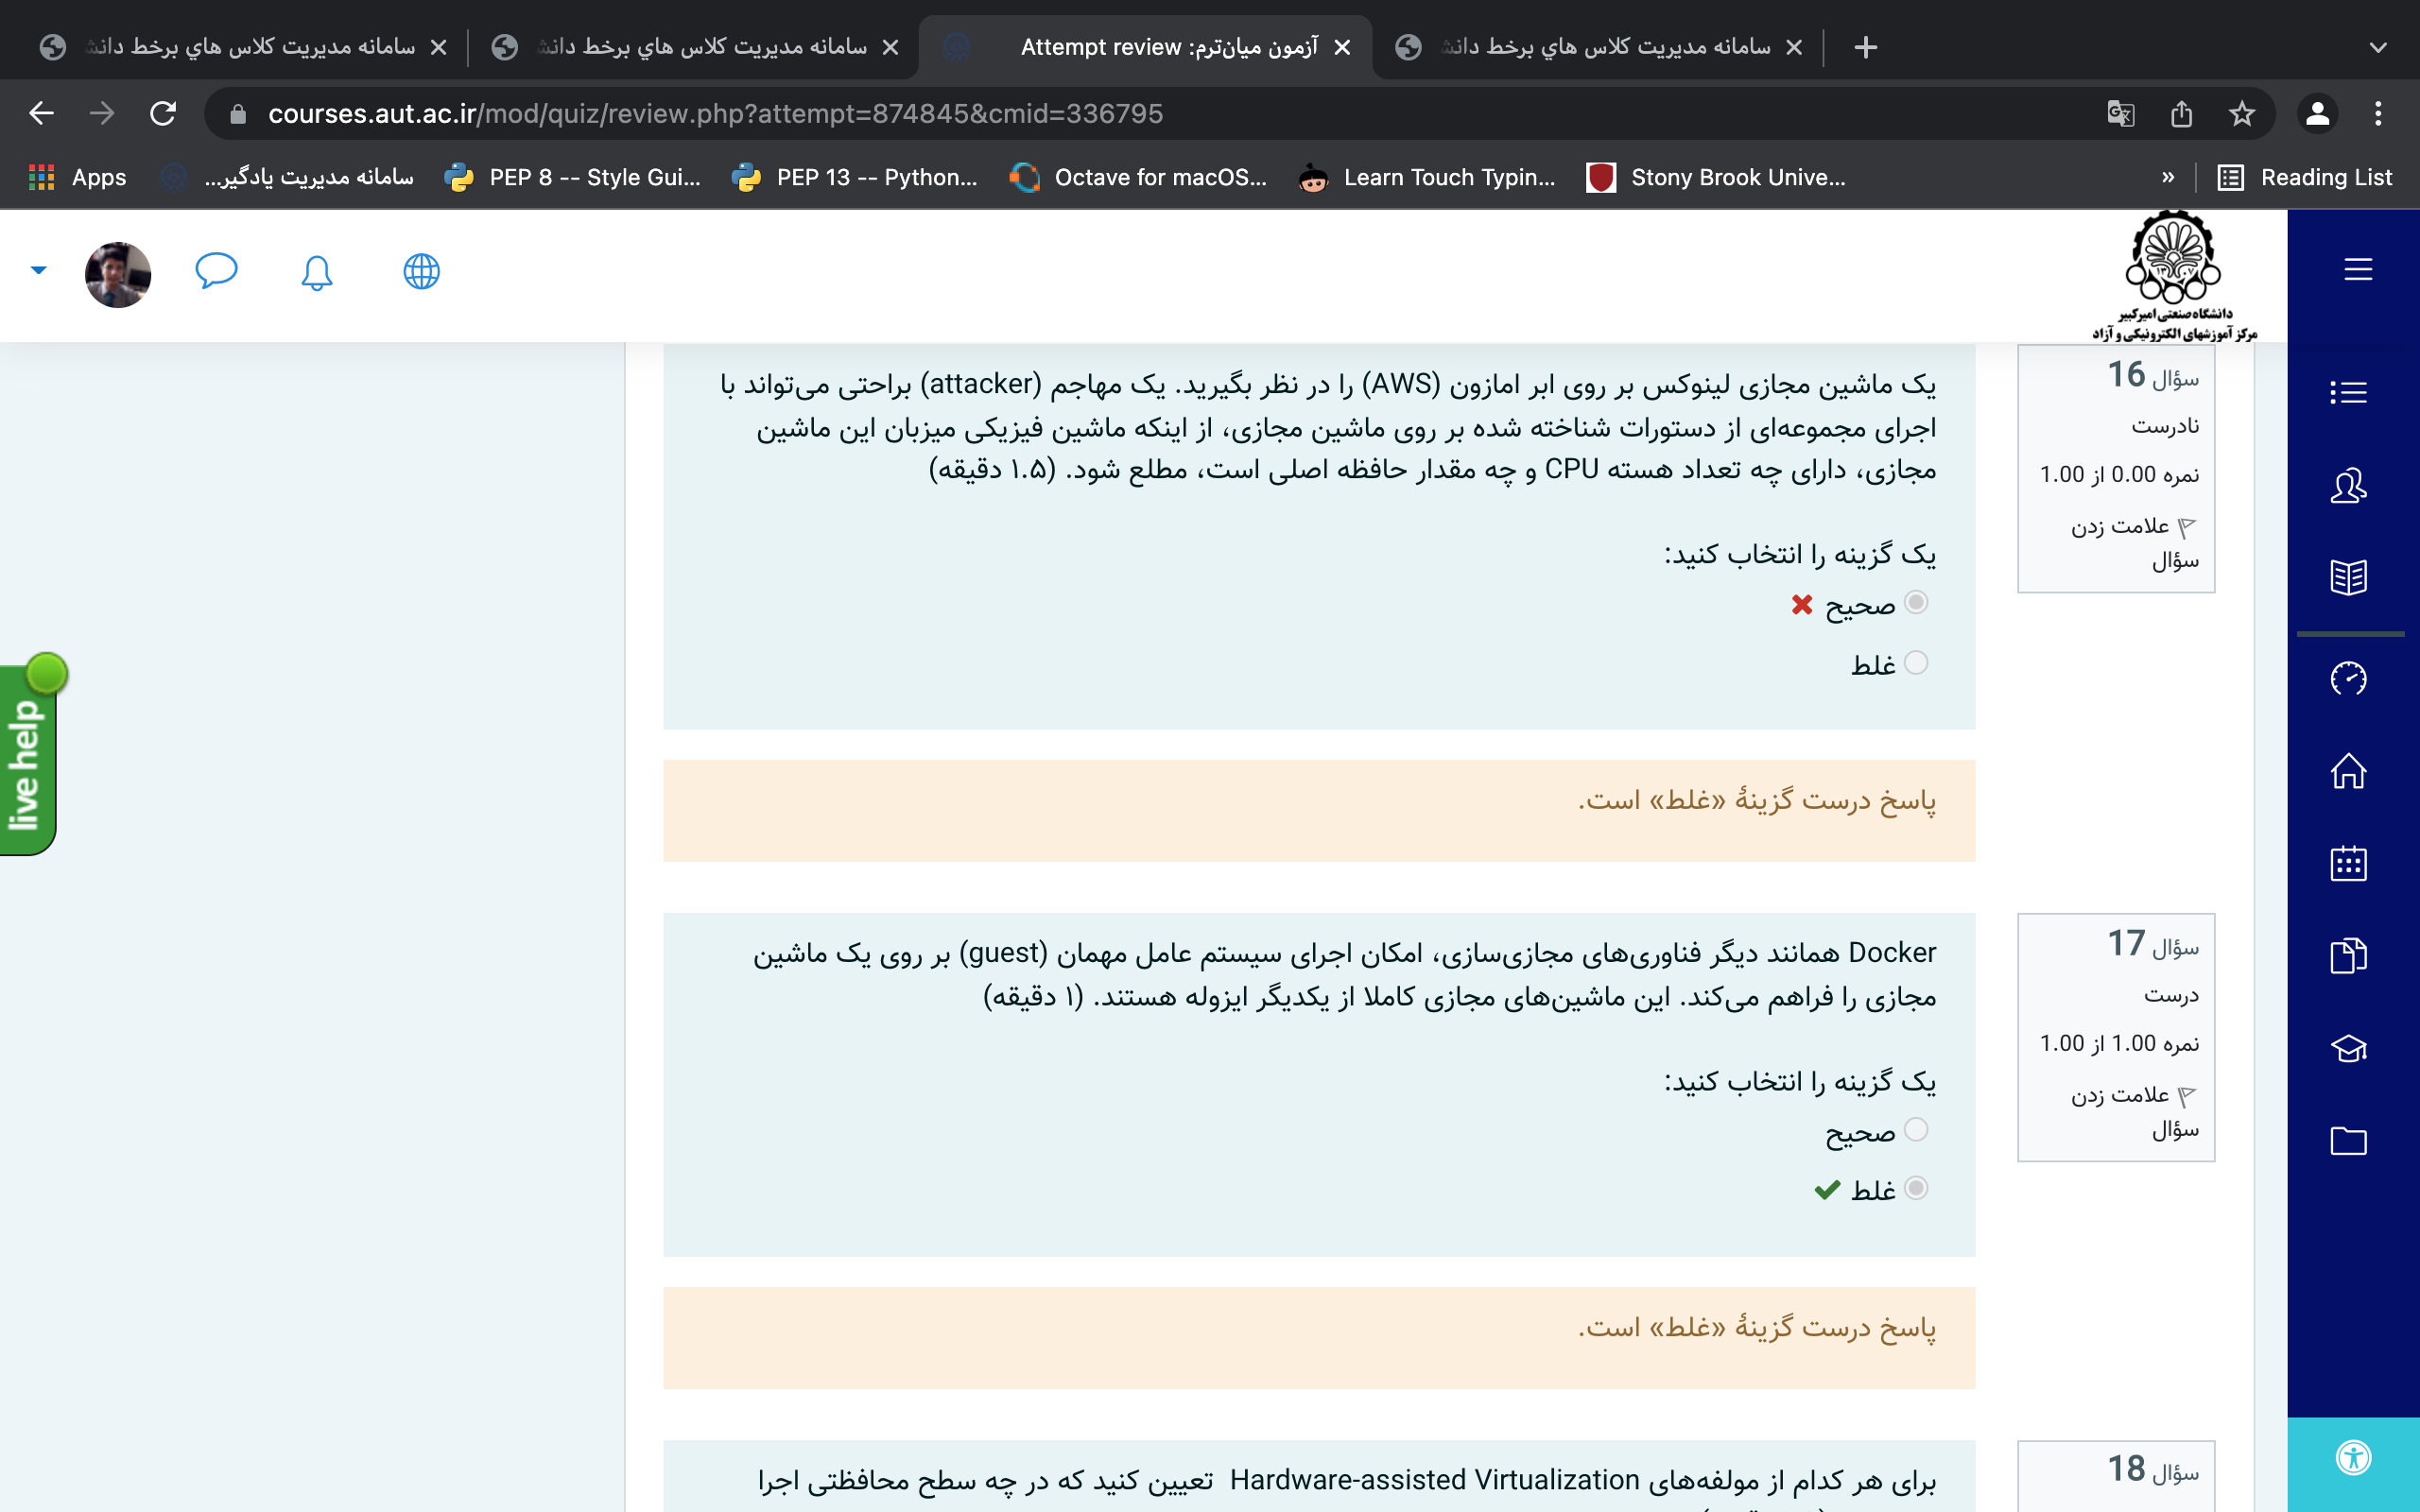 سامانه مدیریت کلاس هاي برخط
سامانه مدیریت کلاس هاي برخط
آزمون میان‌ترم: Attempt review
سامانه مدیریت کلاس هاي برخط
courses.aut.ac.ir/mod/quiz/review.php?attempt=874845&cmid=336795
Apps
سامانه مدیریت یادگیر...
PEP 8 -- Style Gui...
PEP 13 -- Python...
Octave for macOS...
Learn Touch Typin...
Stony Brook Unive...
»
Reading List
دانشگاه صنعتی امیرکبیر
مرکز آموزشهای الکترونیکی و آزاد
سؤال 16
نادرست
نمره 0.00 از 1.00
علامت زدن
سؤال
یک ماشین مجازی لینوکس بر روی ابر امازون (AWS) را در نظر بگیرید. یک مهاجم (attacker) براحتی می‌تواند با
اجرای مجموعه‌ای از دستورات شناخته شده بر روی ماشین مجازی، از اینکه ماشین فیزیکی میزبان این ماشین
مجازی، دارای چه تعداد هسته CPU و چه مقدار حافظه اصلی است، مطلع شود. (۱.۵ دقیقه)
یک گزینه را انتخاب کنید:
صحیح
غلط
پاسخ درست گزینهٔ «غلط» است.
live help
سؤال 17
درست
نمره 1.00 از 1.00
علامت زدن
سؤال
Docker همانند دیگر فناوری‌های مجازی‌سازی، امکان اجرای سیستم عامل مهمان (guest) بر روی یک ماشین
مجازی را فراهم می‌کند. این ماشین‌های مجازی کاملا از یکدیگر ایزوله هستند. (۱ دقیقه)
یک گزینه را انتخاب کنید:
صحیح
غلط
پاسخ درست گزینهٔ «غلط» است.
سؤال 18
برای هر کدام از مولفه‌های Hardware-assisted Virtualization تعیین کنید که در چه سطح محافظتی اجرا